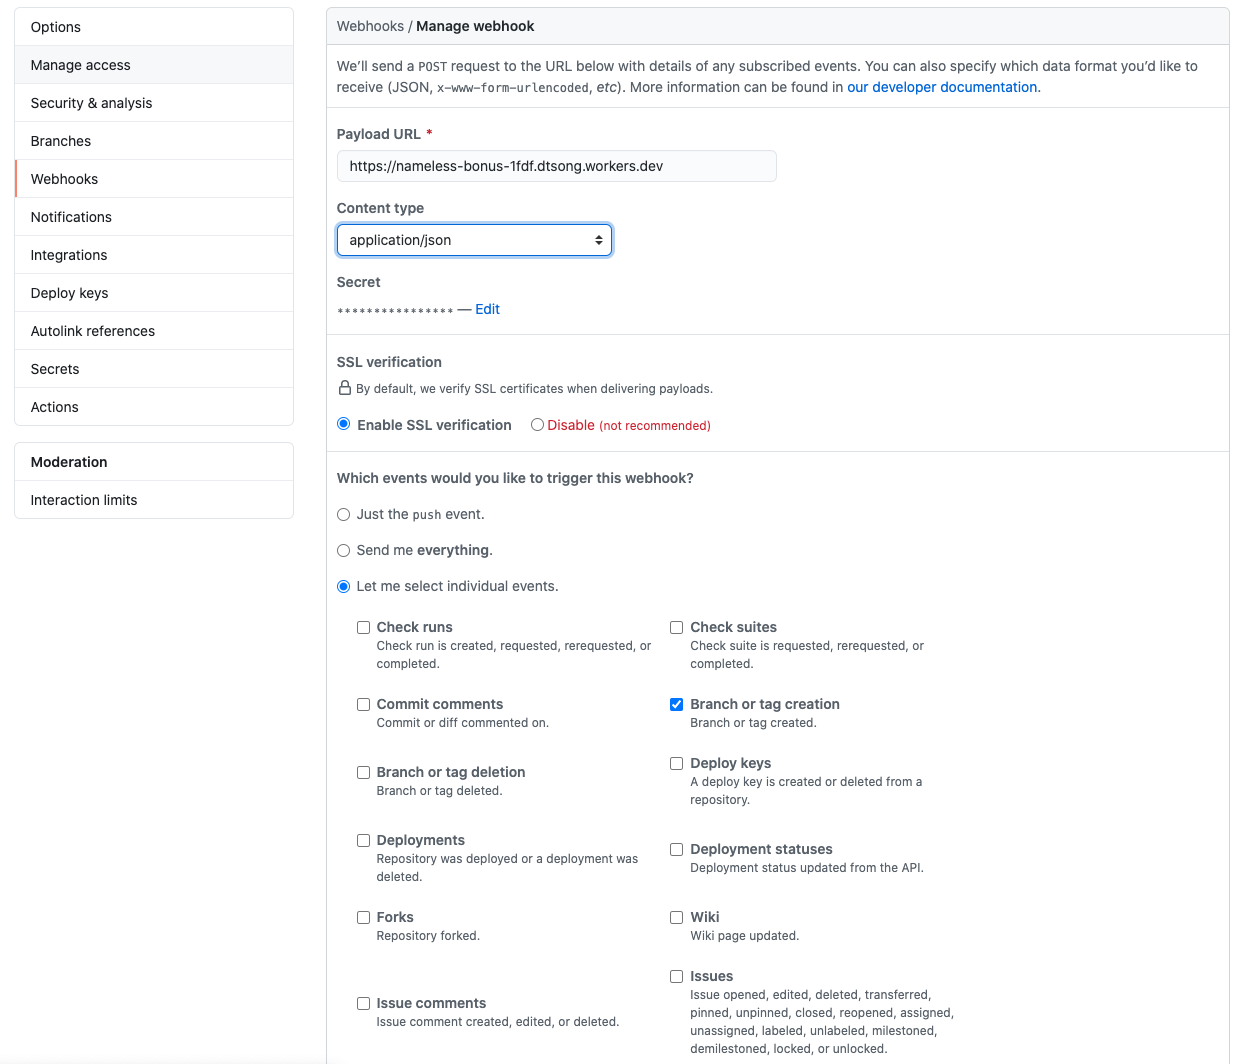 Options
Manage access
Security & analysis
Branches
Webhooks
Notifications
Integrations
Deploy keys
Autolink references
Secrets
Actions
Moderation
Interaction limits
Webhooks / Manage webhook
We’ll send a POST request to the URL below with details of any subscribed events. You can also specify which data format you’d like to
receive (JSON, x-www-form-urlencoded, etc). More information can be found in our developer documentation.
Payload URL *
https://nameless-bonus-1fdf.dtsong.workers.dev
Content type
application/json
Secret
**************** — Edit
SSL verification
By default, we verify SSL certificates when delivering payloads.
Enable SSL verification Disable (not recommended)
Which events would you like to trigger this webhook?
Just the push event.
Send me everything.
Let me select individual events.
Check runs
Check run is created, requested, rerequested, or
completed.
Check suites
Check suite is requested, rerequested, or
completed.
Commit comments
Commit or diff commented on.
Branch or tag creation
Branch or tag created.
Branch or tag deletion
Branch or tag deleted.
Deploy keys
A deploy key is created or deleted from a
repository.
Deployments
Repository was deployed or a deployment was
deleted.
Deployment statuses
Deployment status updated from the API.
Forks
Repository forked.
Wiki
Wiki page updated.
Issue comments
Issue comment created, edited, or deleted.
Issues
Issue opened, edited, deleted, transferred,
pinned, unpinned, closed, reopened, assigned,
unassigned, labeled, unlabeled, milestoned,
demilestoned, locked, or unlocked.